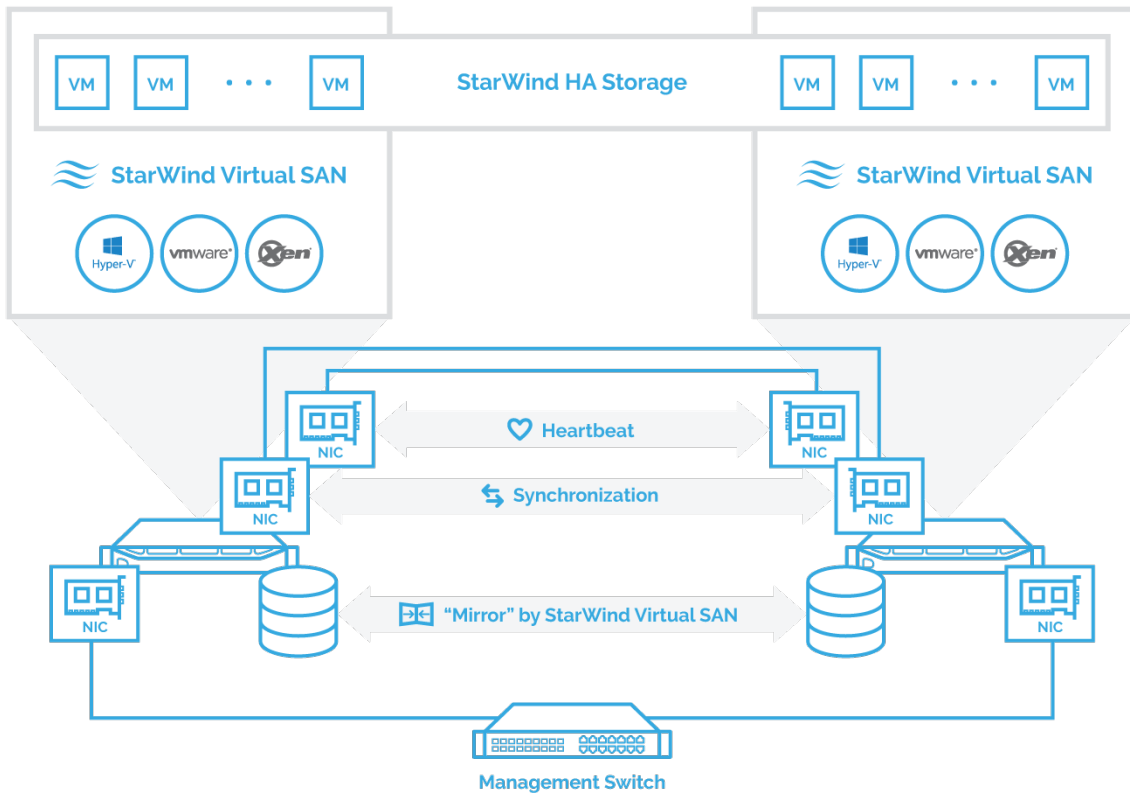 VM
VM
VM
StarWind HA Storage
VM
VM
VM
StarWind Virtual SAN
StarWind Virtual SAN
Hyper-V
vmware®
Xen®
Hyper-V
vmware®
Xen®
NIC
Heartbeat
NIC
NIC
Synchronization
NIC
NIC
“Mirror” by StarWind Virtual SAN
NIC
Management Switch